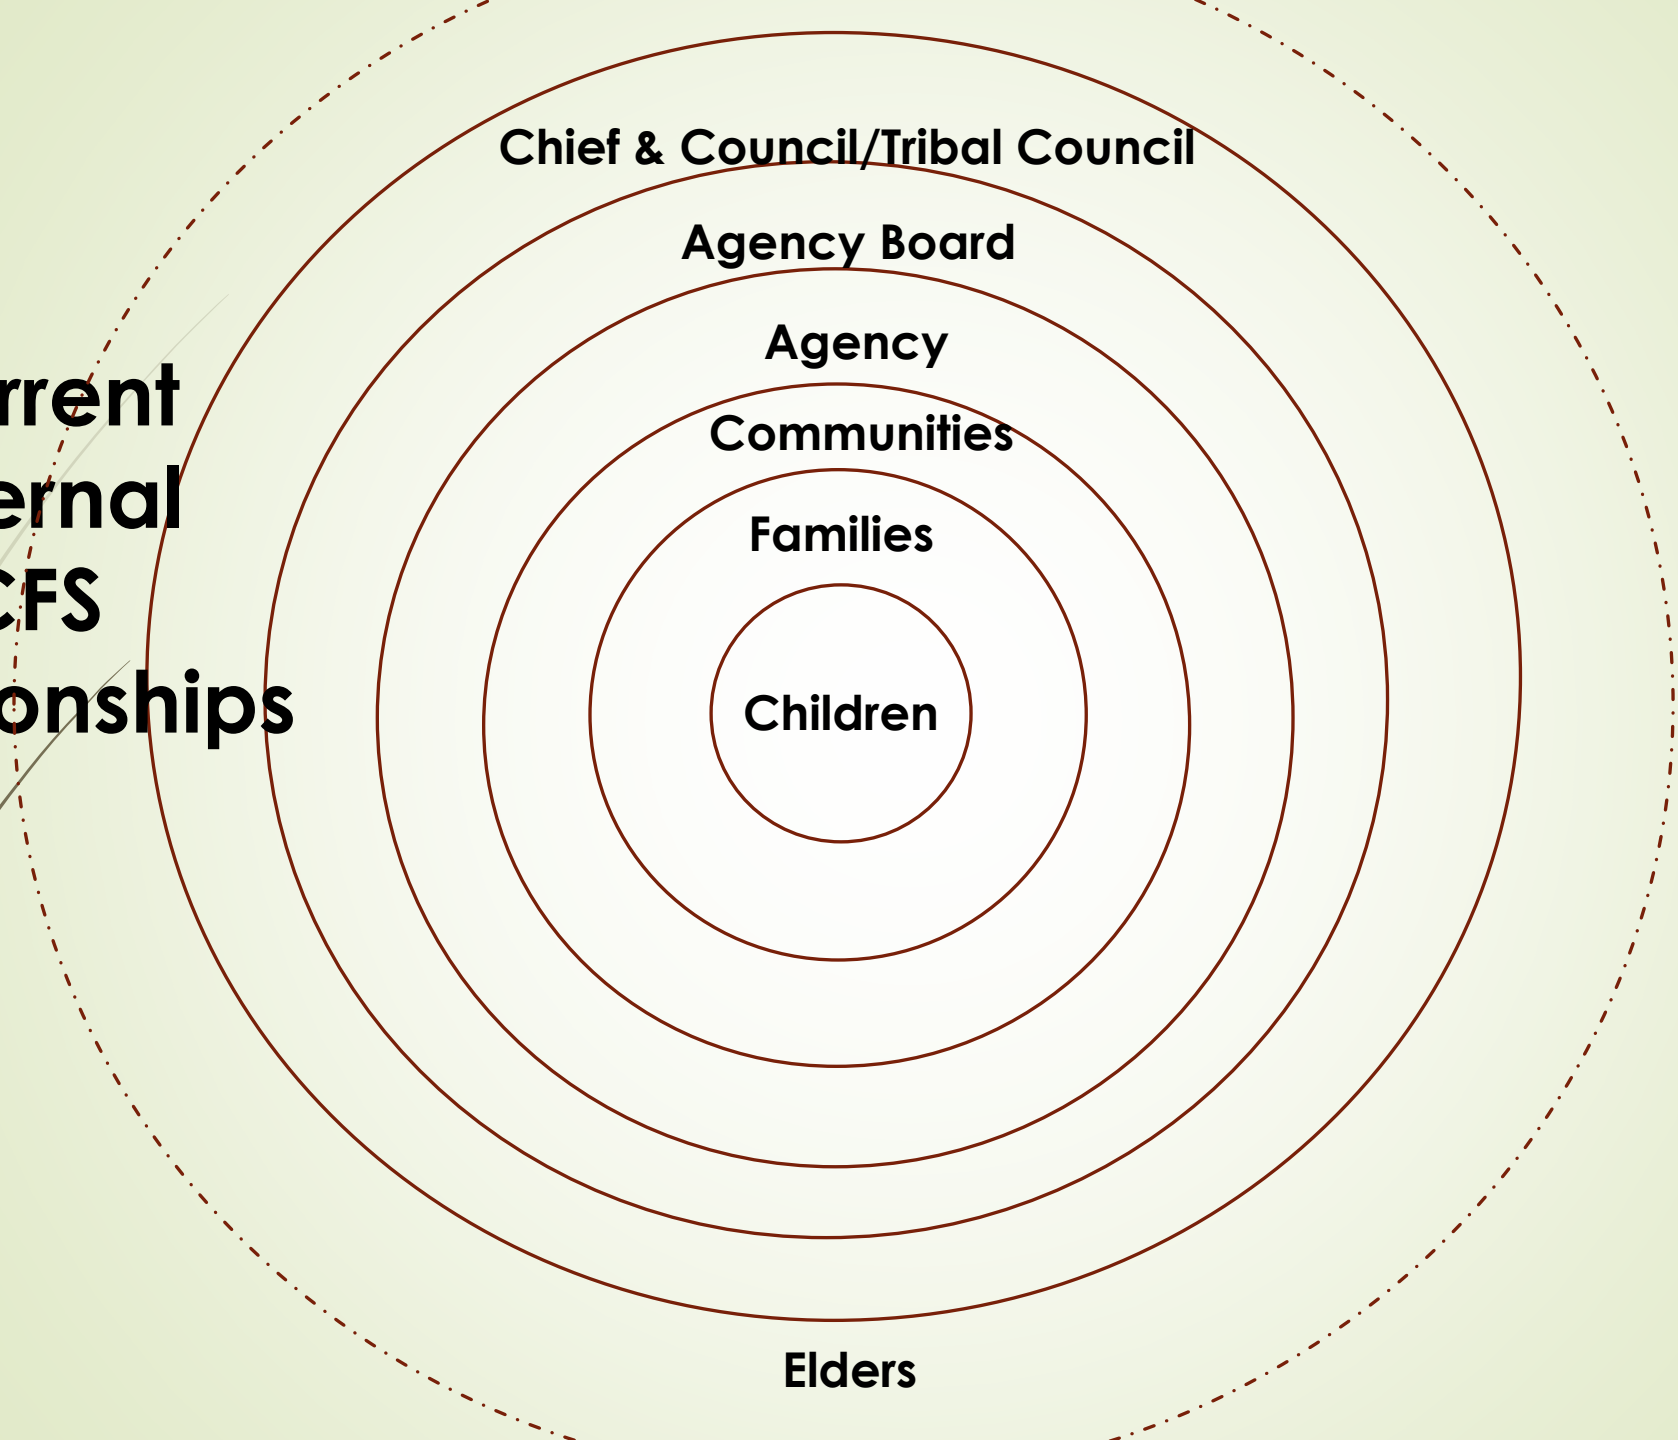 Chief & Council/Tribal Council
Agency Board
Agency
Communities
Families
Children
Elders
rrent
ernal
CFS
onships